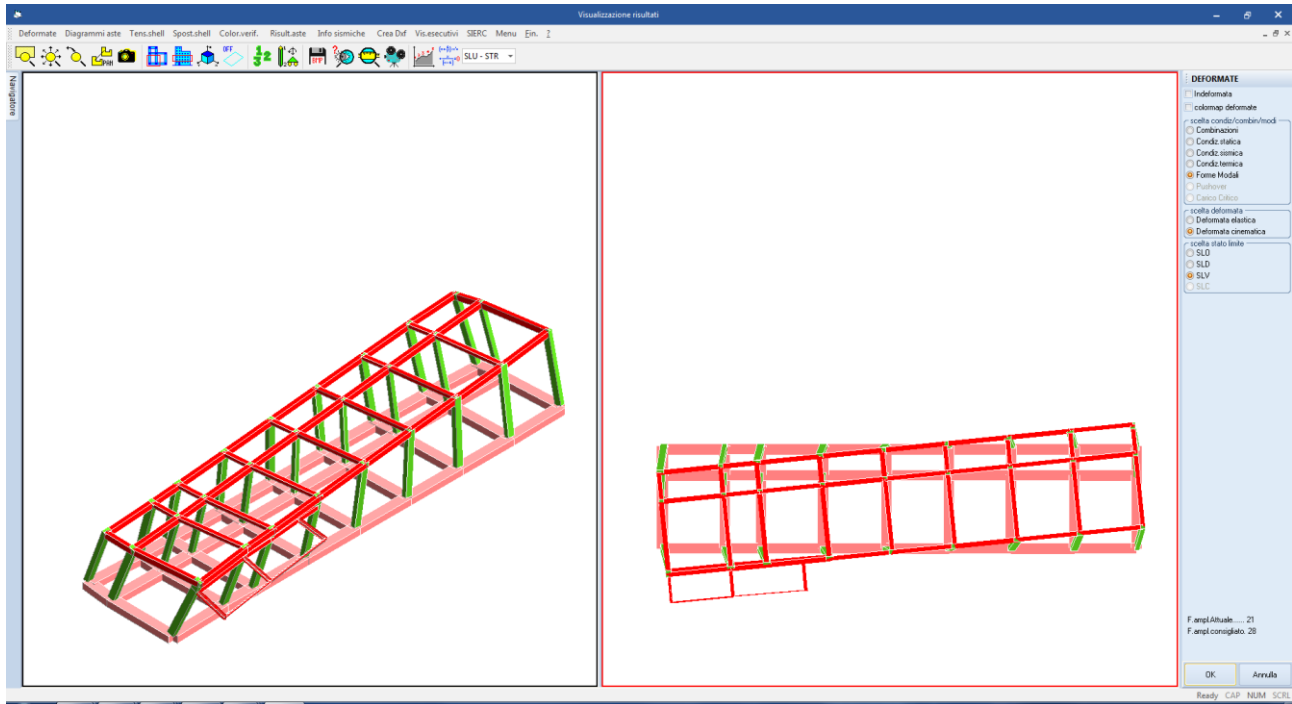 Visualizzazione risultati
Deformate Diagrammi aste Tens.shell Spost.shell Color.verif. Risult.aste Info sismiche Crea Dxf Vis.esecutivi SIERC Menu Fin. ?
PAN OFF OFF SLU - STR
Navigatore
DEFORMATE
Indeformata
colormap deformate
scelta condiz/combin/modi
Combinazioni
Condiz.statica
Condiz.sismica
Condiz.termica
Forme Modali
Pushover
Carico Critico
scelta deformata
Deformata elastica
Deformata cinematica
scelta stato limite
SLO
SLD
SLV
SLC
F.ampl.Attuale...... 21
F.ampl.consigliato. 28
OK Annulla
Ready CAP NUM SCRL